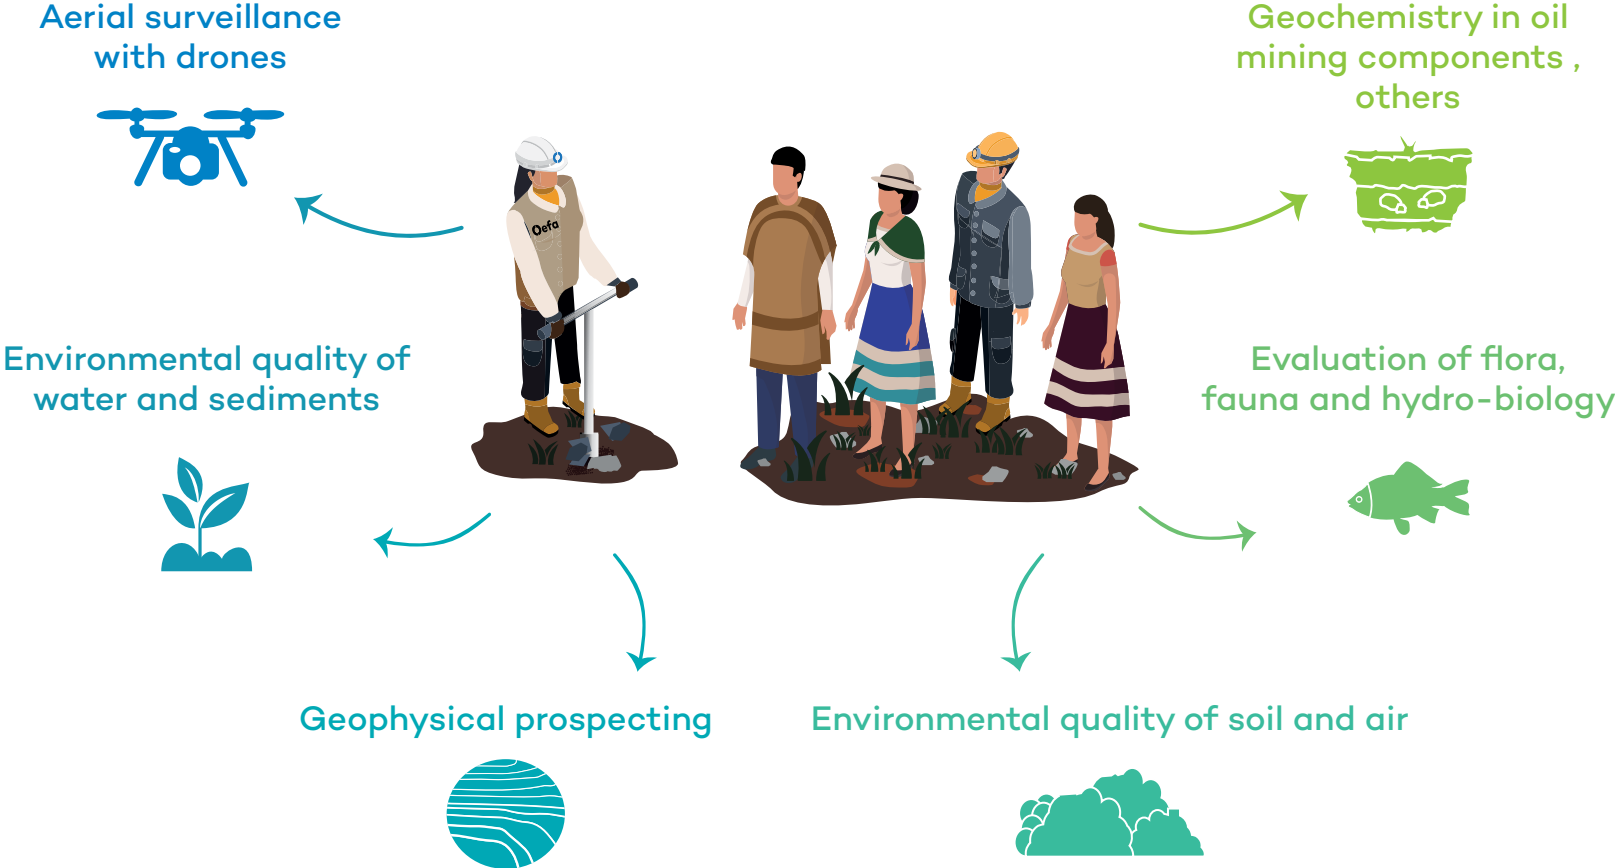 Aerial surveillance
with drones
Geochemistry in oil
mining components ,
others
Oefa
Environmental quality of
water and sediments
Evaluation of flora,
fauna and hydro-biology
Geophysical prospecting
Environmental quality of soil and air